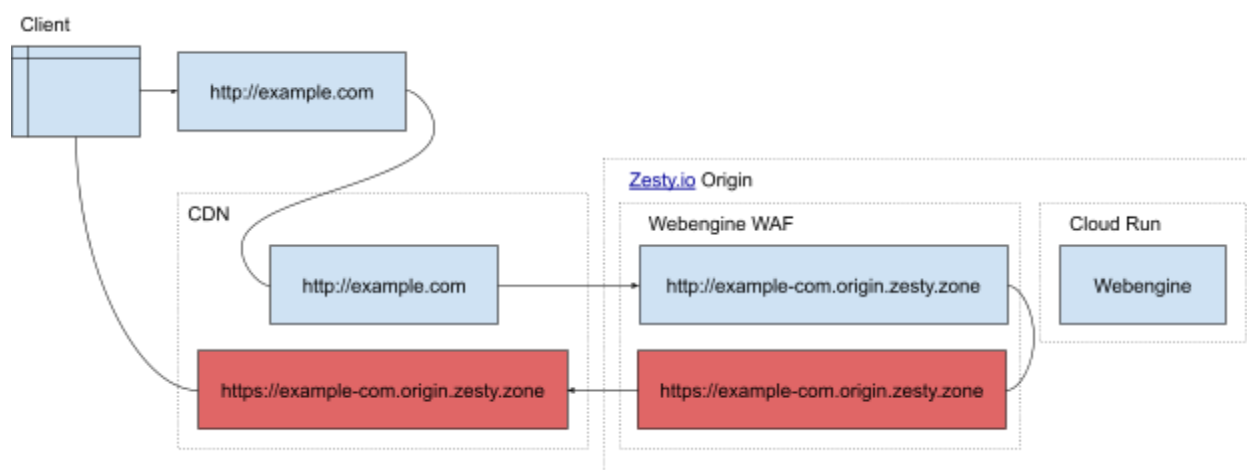 Client
http://example.com
Zesty.io Origin
CDN
Webengine WAF
Cloud Run
http://example.com
http://example-com.origin.zesty.zone
Webengine
https://example-com.origin.zesty.zone
https://example-com.origin.zesty.zone